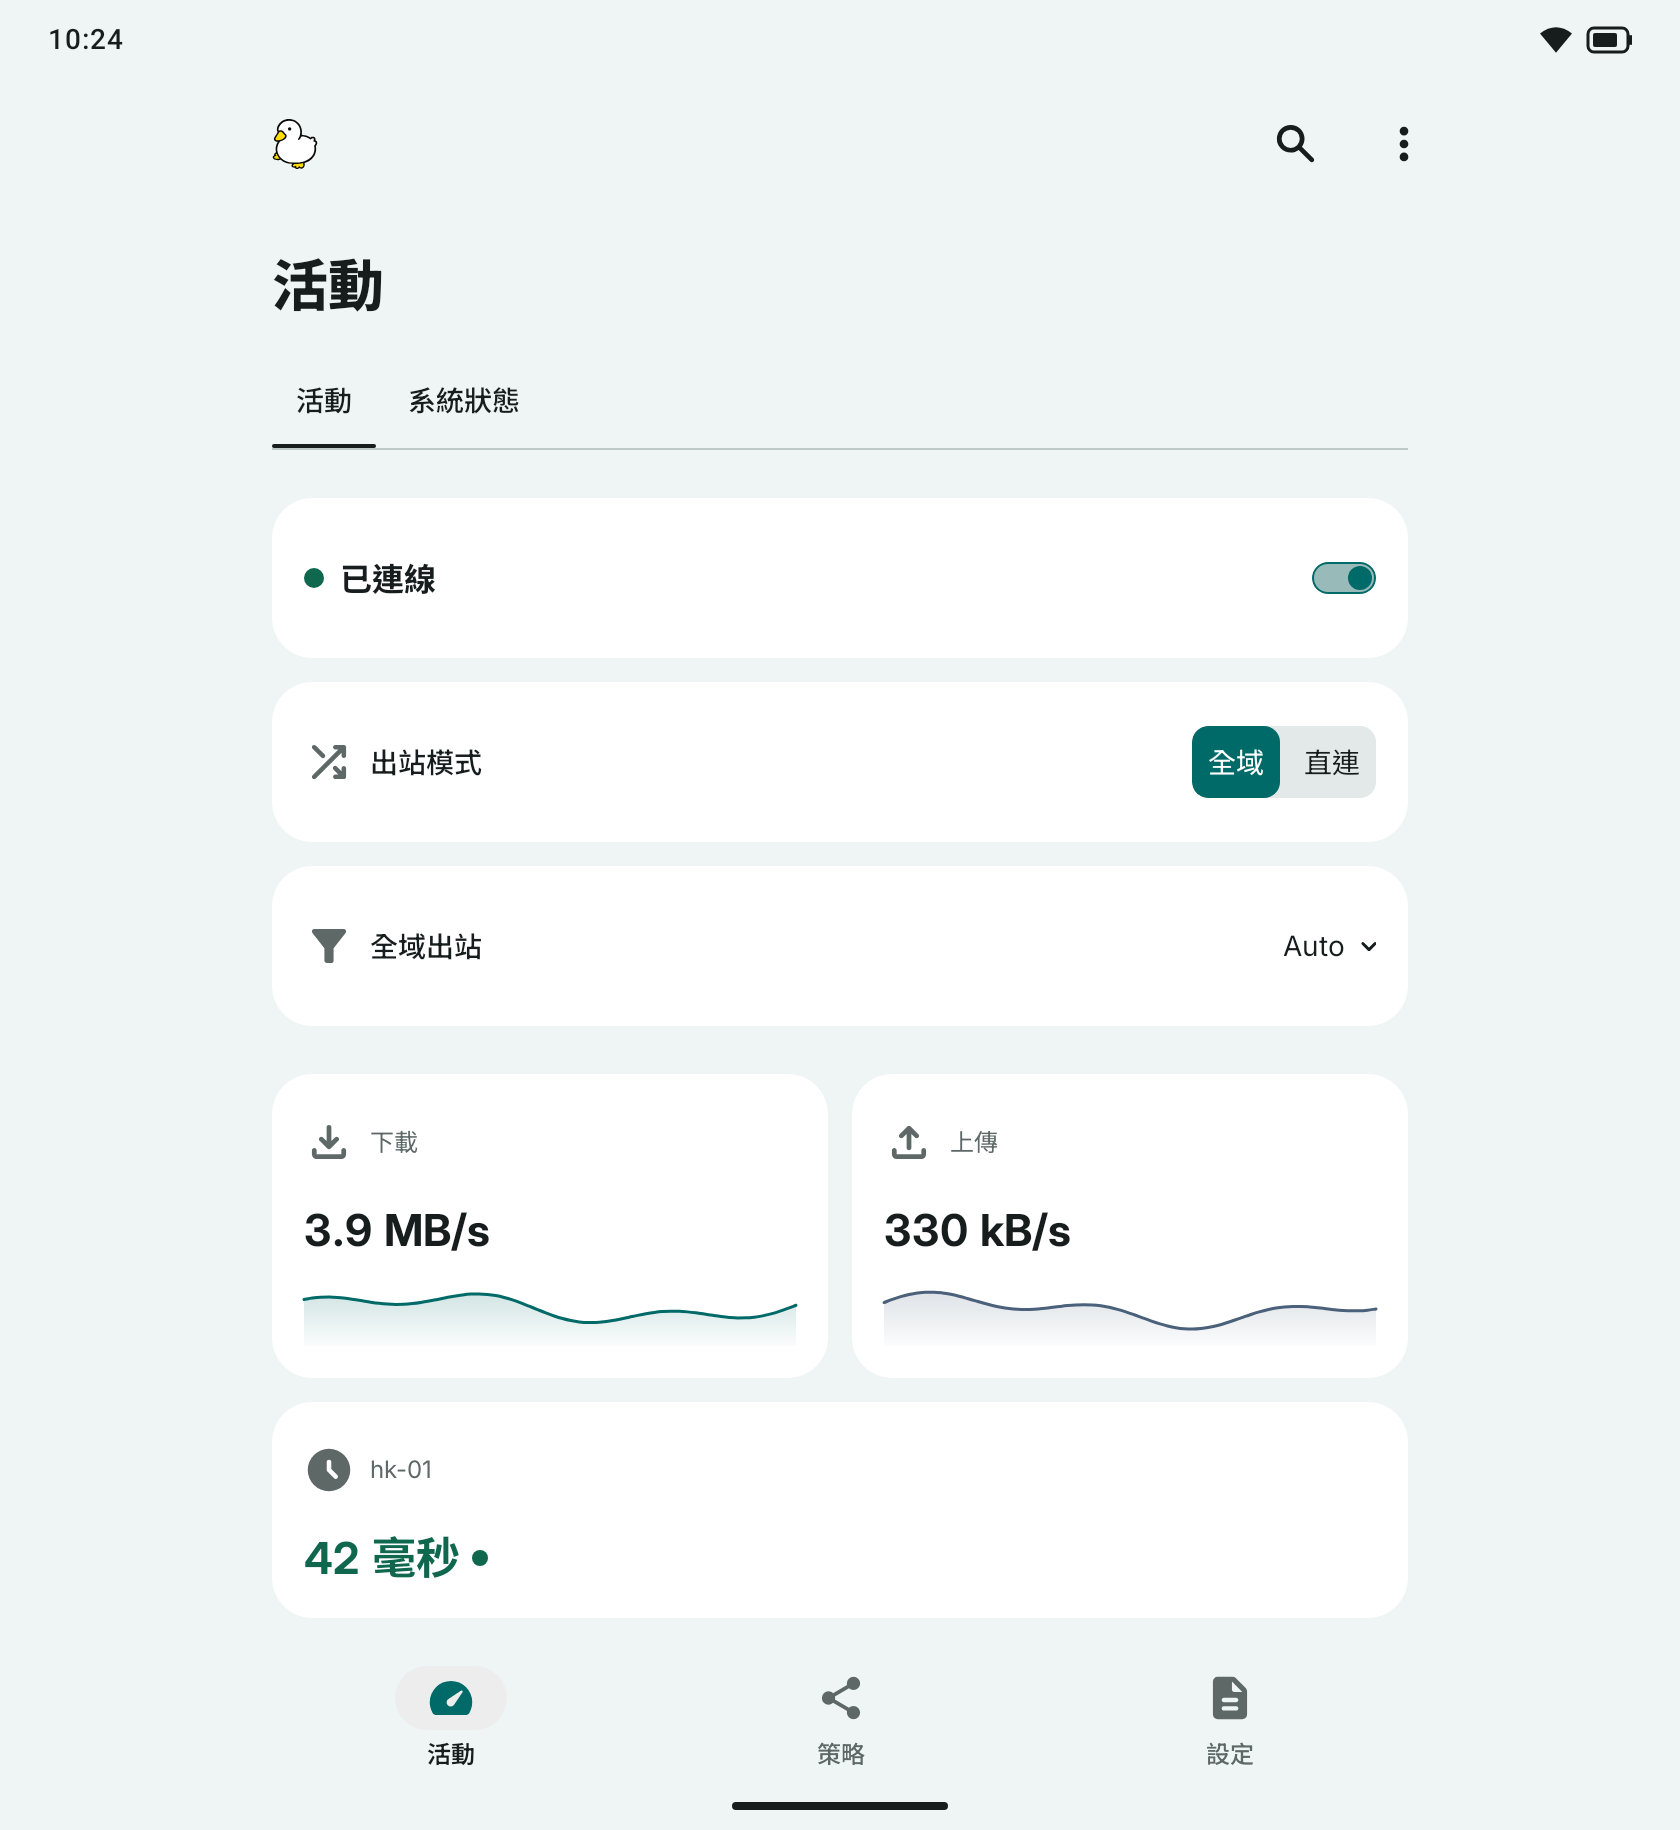 10:24
活動
活動 系統狀態
已連線
出站模式 全域 直連
全域出站 Auto
下載
3.9 MB/s
上傳
330 kB/s
hk-01
42 毫秒
活動 策略 設定